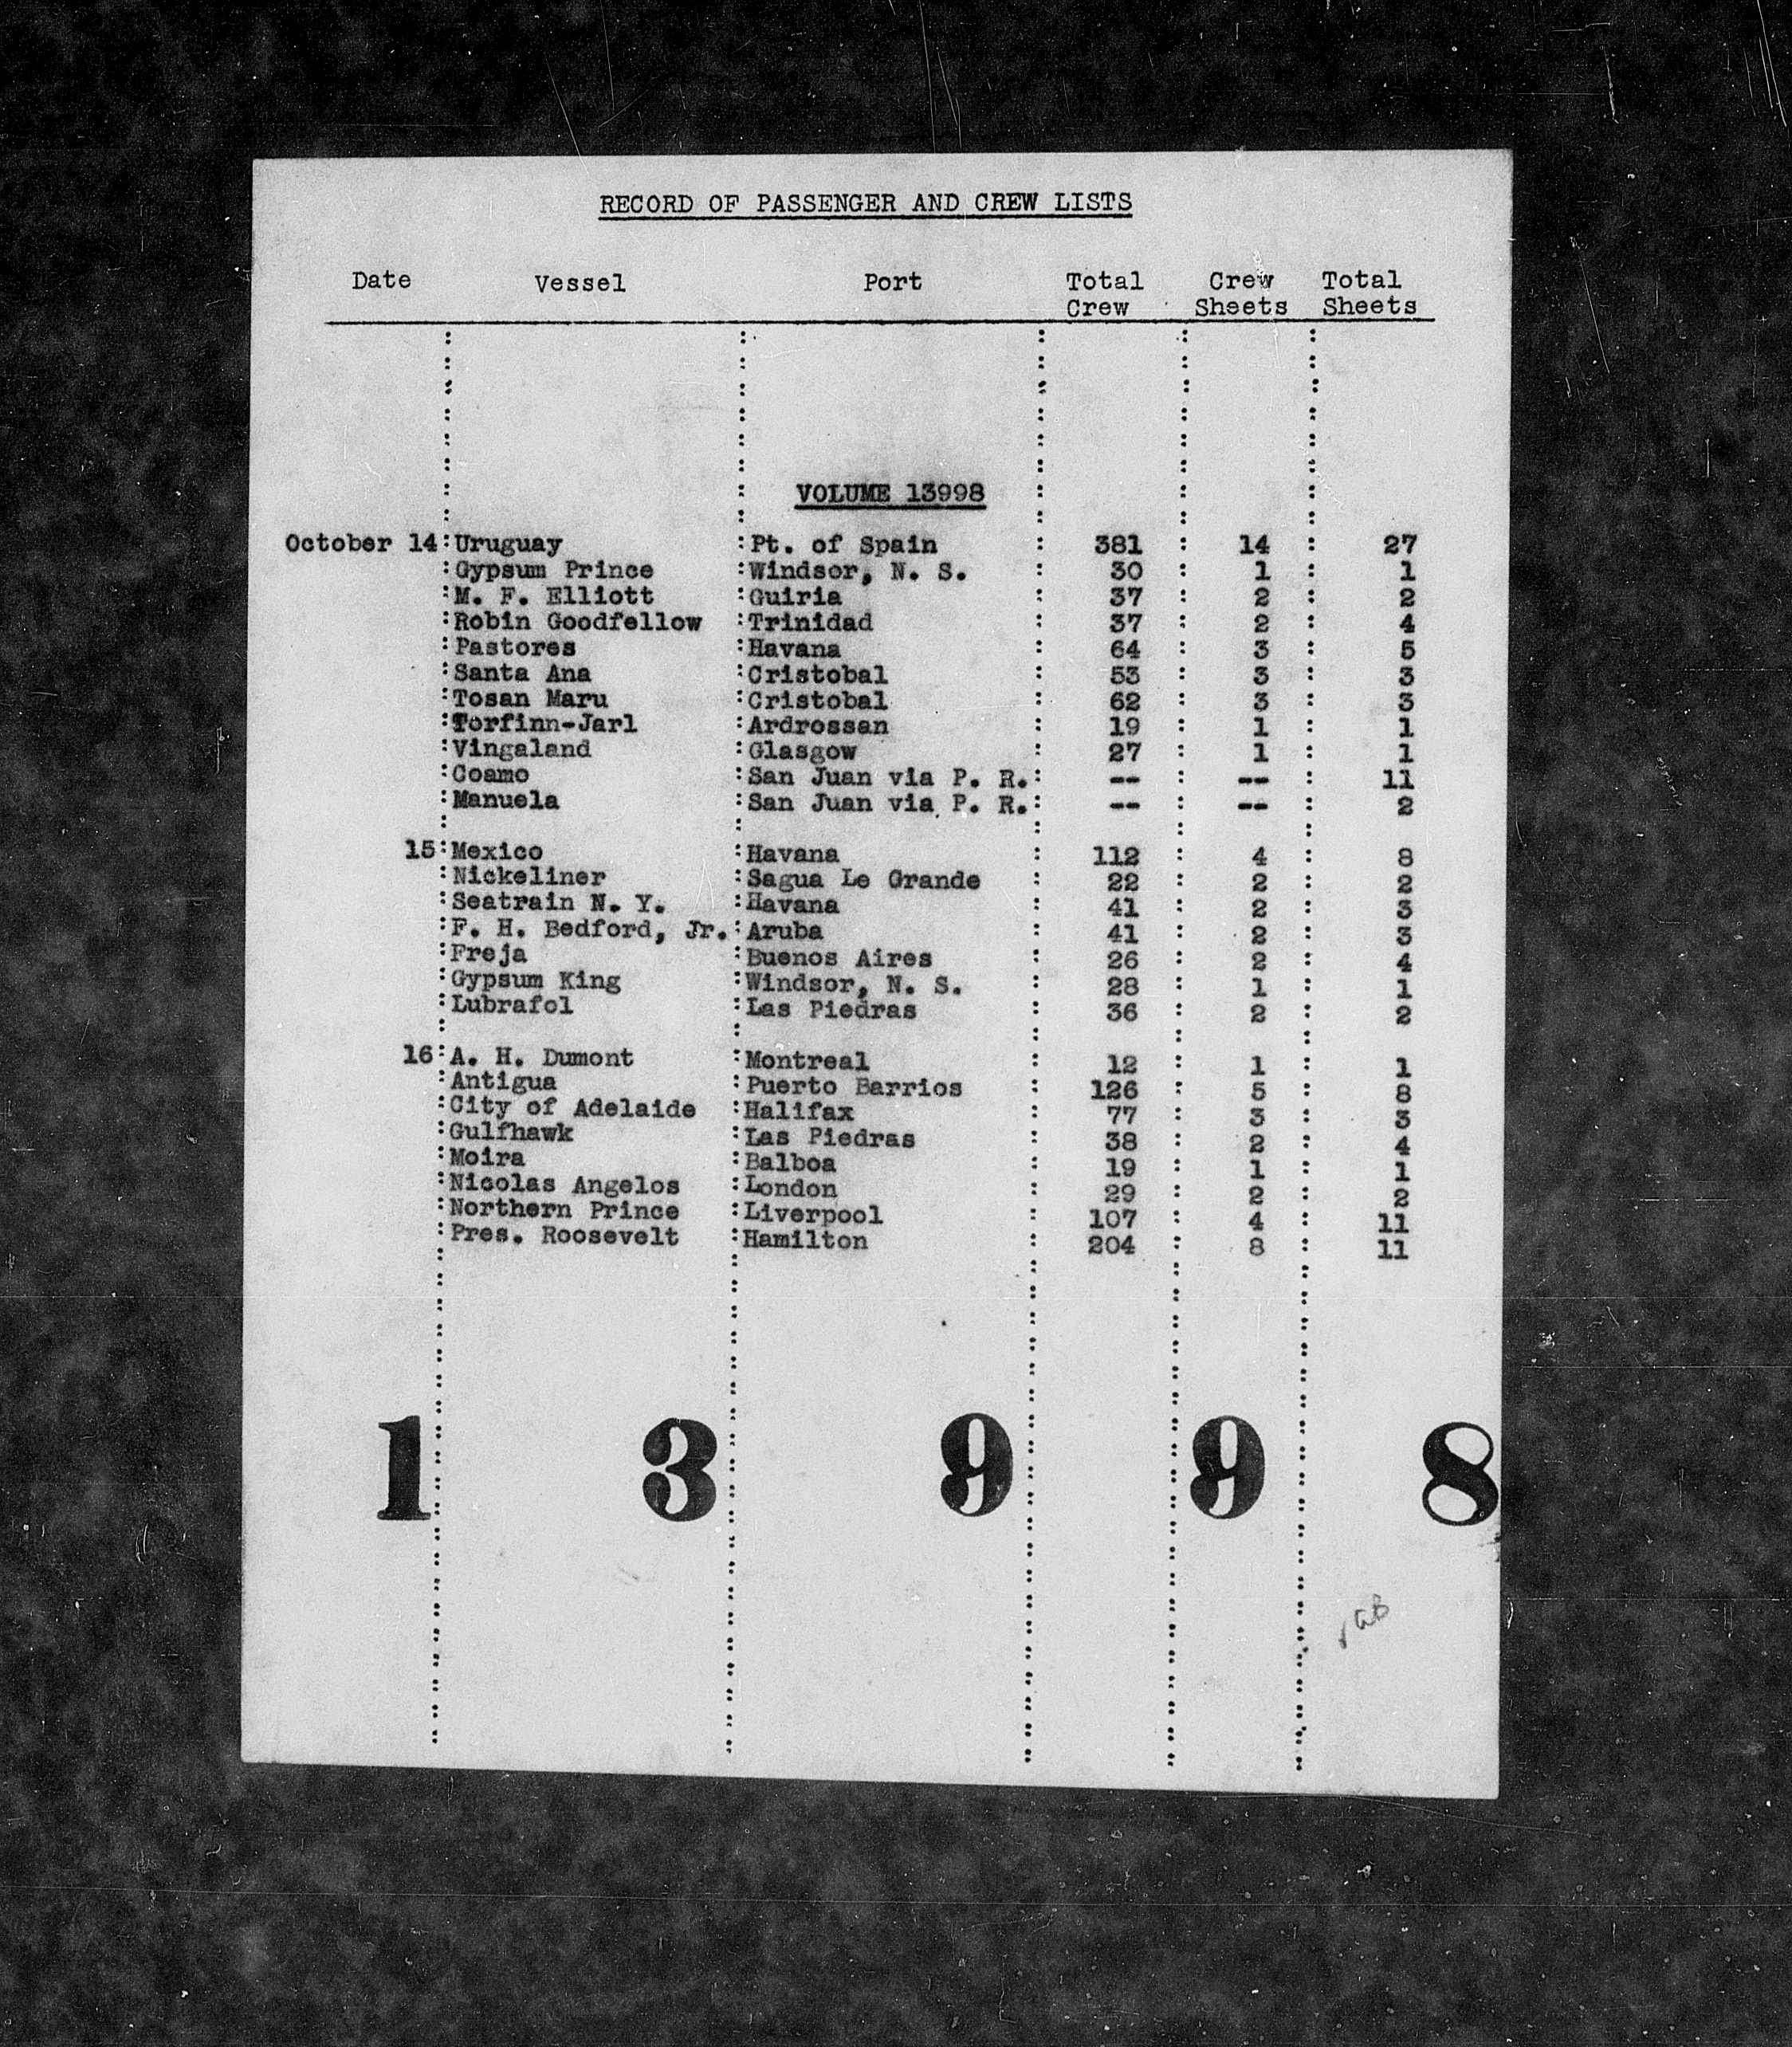 RECORD OF PASSENGER AND CREW LISTS
Date Vessel Port Total Crew Crew Sheets Total Sheets
VOLUME 13998
October 14 : Uruguay : Pt. of Spain : 381 : 14 : 27
: Gypsum Prince : Windsor, N. S. : 30 : 1 : 1
: M. F. Elliott : Guiria : 37 : 2 : 2
: Robin Goodfellow : Trinidad : 37 : 2 : 4
: Pastores : Havana : 64 : 3 : 5
: Santa Ana : Cristobal : 53 : 3 : 3
: Tosan Maru : Cristobal : 62 : 3 : 3
: Torfinn-Jarl : Ardrossan : 19 : 1 : 1
: Vingaland : Glasgow : 27 : 1 : 1
: Coamo : San Juan via P. R. : -- : -- : 11
: Manuela : San Juan via P. R. : -- : -- : 2
15 : Mexico : Havana : 112 : 4 : 8
: Nickeliner : Sagua Le Grande : 22 : 2 : 2
: Seatrain N. Y. : Havana : 41 : 2 : 3
: F. H. Bedford, Jr. : Aruba : 41 : 2 : 3
: Freja : Buenos Aires : 26 : 2 : 4
: Gypsum King : Windsor, N. S. : 28 : 1 : 1
: Lubrafol : Las Piedras : 36 : 2 : 2
16 : A. H. Dumont : Montreal : 12 : 1 : 1
: Antigua : Puerto Barrios : 126 : 5 : 8
: City of Adelaide : Halifax : 77 : 3 : 3
: Gulfhawk : Las Piedras : 38 : 2 : 4
: Moira : Balboa : 19 : 1 : 1
: Nicolas Angelos : London : 29 : 2 : 2
: Northern Prince : Liverpool : 107 : 4 : 11
: Pres. Roosevelt : Hamilton : 204 : 8 : 11
1 3 9 9 8